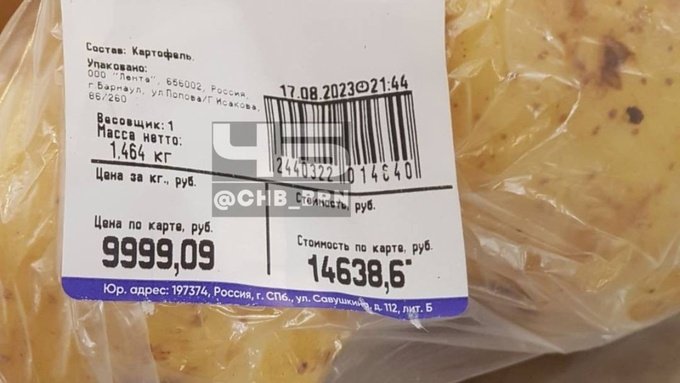 Состав: Картофель.
Упаковано:
ООО "Лента", 656002, Россия,
г.Барнаул, ул.Попова/Г.Исакова,
86/260
17.08.2023 21:44
Весовщик: 1
Масса нетто:
1,464 кг
2440322 014640
ЧБ
@CHB_BRN
Цена за кг., руб.
Стоимость, руб.
Цена по карте, руб.
9999,09
Стоимость по карте, руб.
14638,6
Юр. адрес: 197374, Россия, г. СПб., ул. Савушкина, д. 112, лит. Б